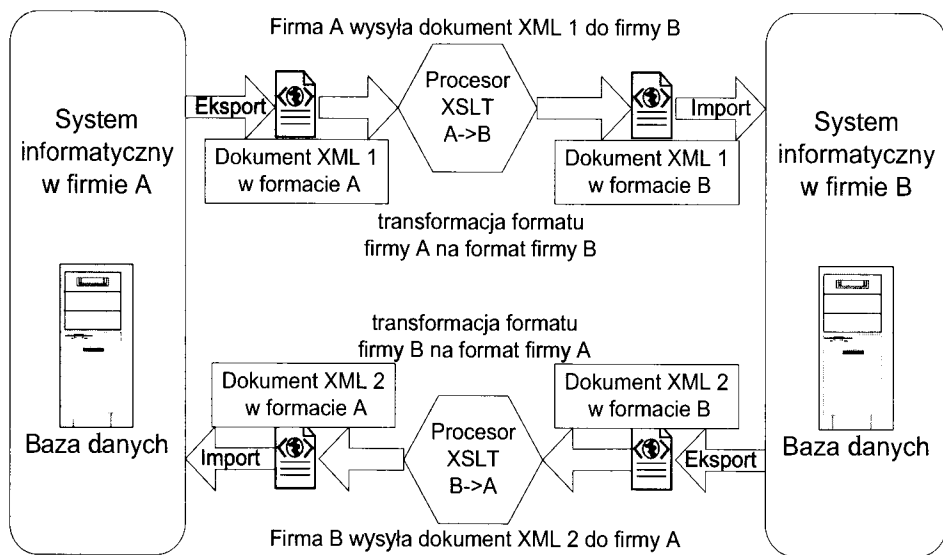 Firma A wysyła dokument XML 1 do firmy B
System
informatyczny
w firmie A
Baza danych
Eksport
Dokument XML 1
w formacie A
Procesor
XSLT
A->B
Dokument XML 1
w formacie B
Import
transformacja formatu
firmy A na format firmy B
System
informatyczny
w firmie B
Baza danych
transformacja formatu
firmy B na format firmy A
Dokument XML 2
w formacie A
Import
Procesor
XSLT
B->A
Dokument XML 2
w formacie B
Eksport
Firma B wysyła dokument XML 2 do firmy A